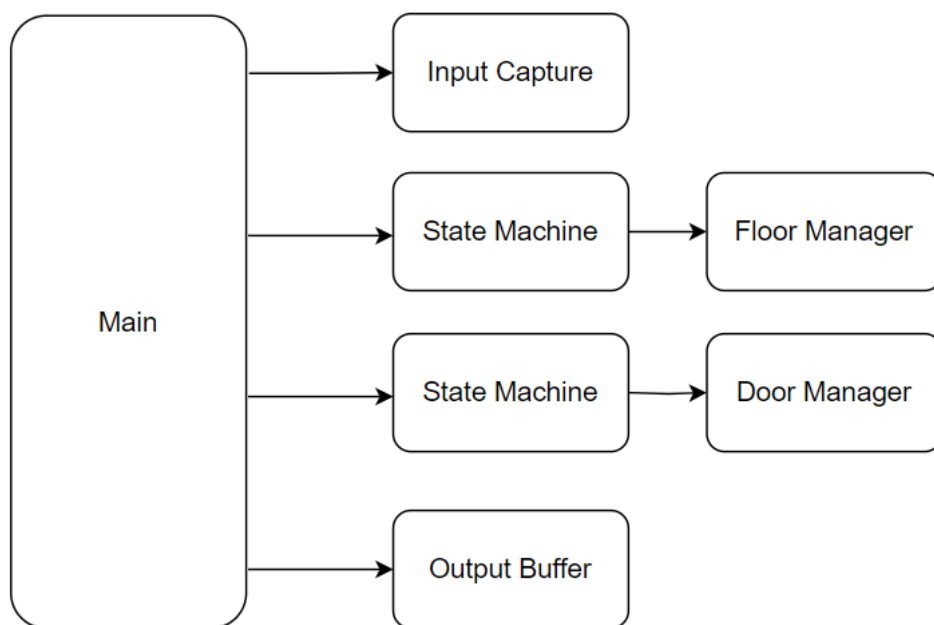 Input Capture
State Machine
Floor Manager
Main
State Machine
Door Manager
Output Buffer